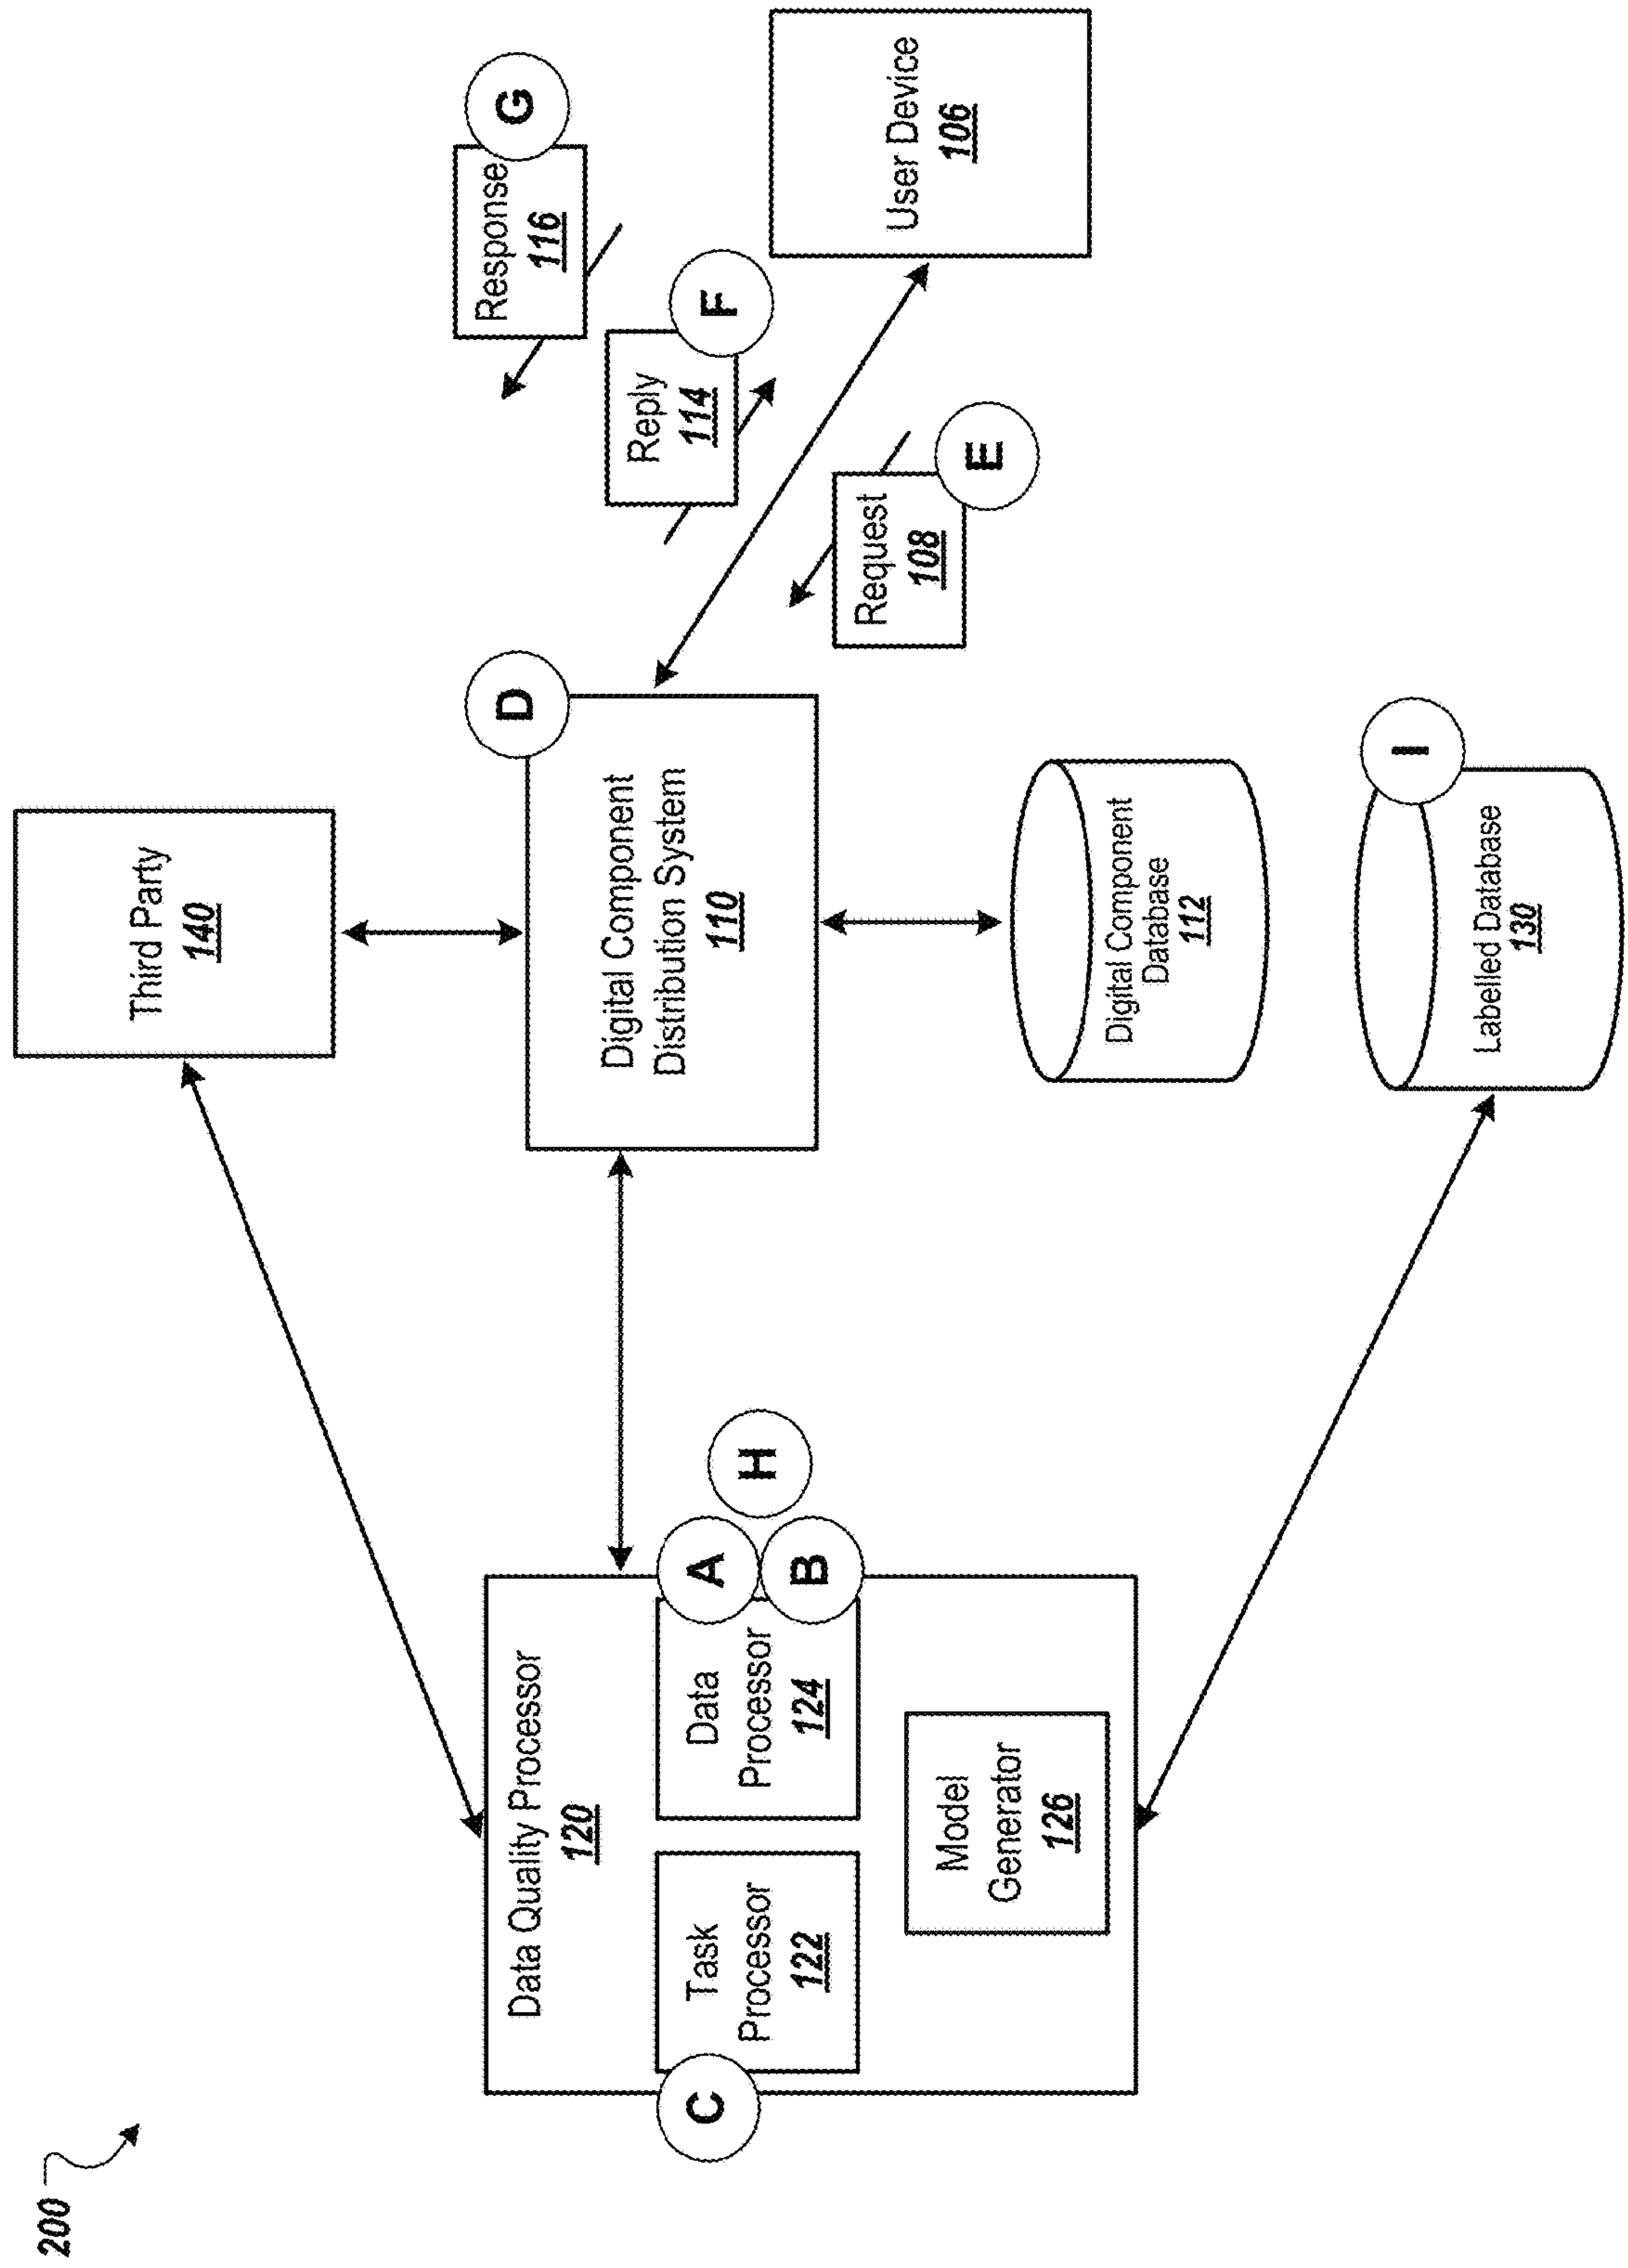 200
Third Party
140
Data Quality Processor
120
Task
Processor
122
C
Data
Processor
124
A
B
H
Model
Generator
126
Digital Component
Distribution System
110
D
Digital Component
Database
112
Labelled Database
130
I
Response
116
G
Reply
114
F
Request
108
E
User Device
106